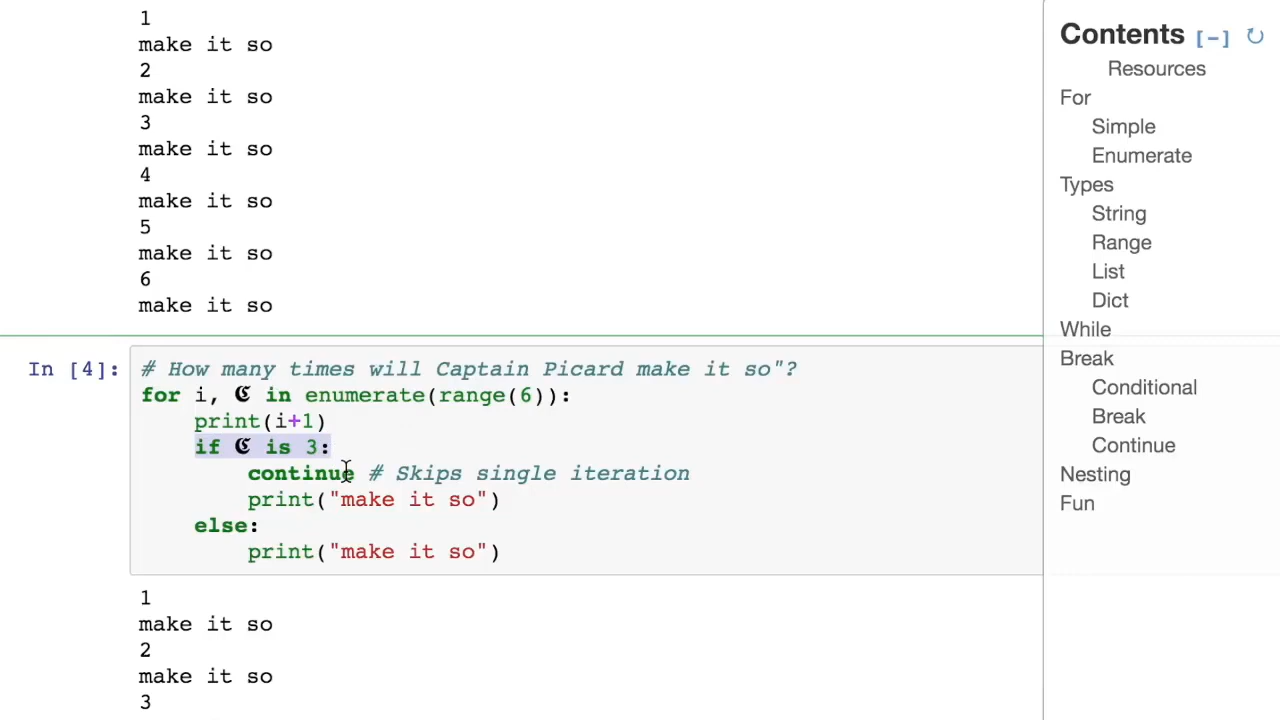 1
make it so
2
make it so
3
make it so
4
make it so
5
make it so
6
make it so
In [4]:
# How many times will Captain Picard make it so"?
for i, ℭ in enumerate(range(6)):
    print(i+1)
    if ℭ is 3:
        continue # Skips single iteration
        print("make it so")
    else:
        print("make it so")
1
make it so
2
make it so
3
Contents [-] ↻
Resources
For
Simple
Enumerate
Types
String
Range
List
Dict
While
Break
Conditional
Break
Continue
Nesting
Fun